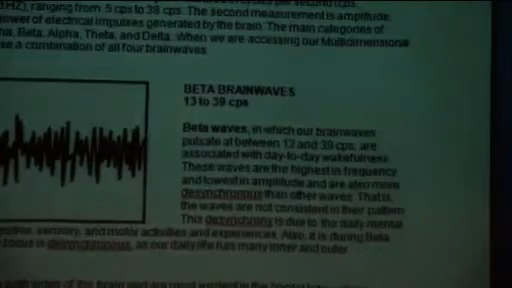 (HZ), ranging from .5 cps to 38 cps. The second measurement is amplitude,
power of electrical impulses generated by the brain. The main categories of
Beta, Alpha, Theta, and Delta. When we are accessing our Multidimensional
use a combination of all four brainwaves
BETA BRAINWAVES
13 to 39 cps
Beta waves, in which our brainwaves
pulsate at between 13 and 39 cps, are
associated with day-to-day wakefulness.
These waves are the highest in frequency
and lowest in amplitude and are also more
desynchronous than other waves. That is,
the waves are not consistent in their pattern.
This desynchrony is due to the daily mental
sensory, and motor activities and experiences. Also, it is during Beta
focus is desynchronous, as our daily life has many inner and outer